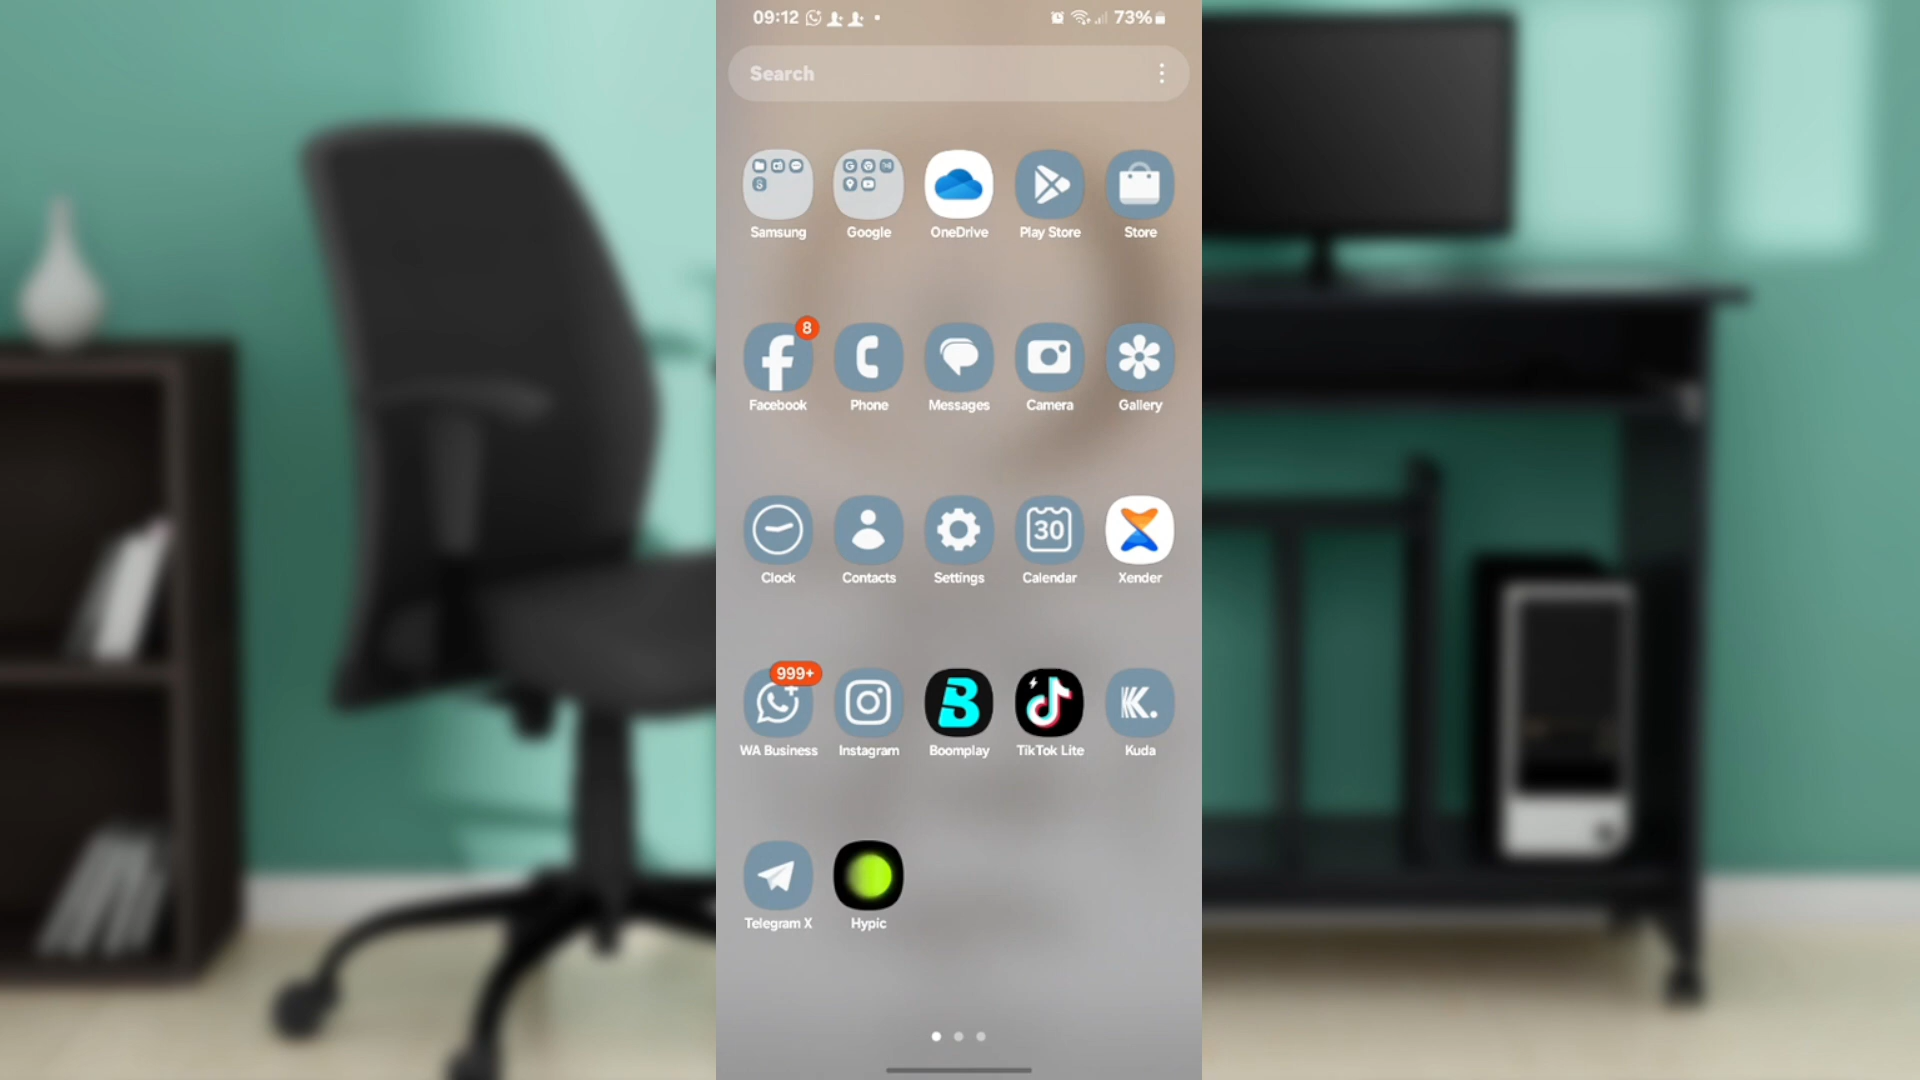 09:12
73%
Search
Samsung Google OneDrive Play Store Store
8
Facebook Phone Messages Camera Gallery
30
Clock Contacts Settings Calendar Xender
999+
K.
WA Business Instagram Boomplay TikTok Lite Kuda
Telegram X Hypic